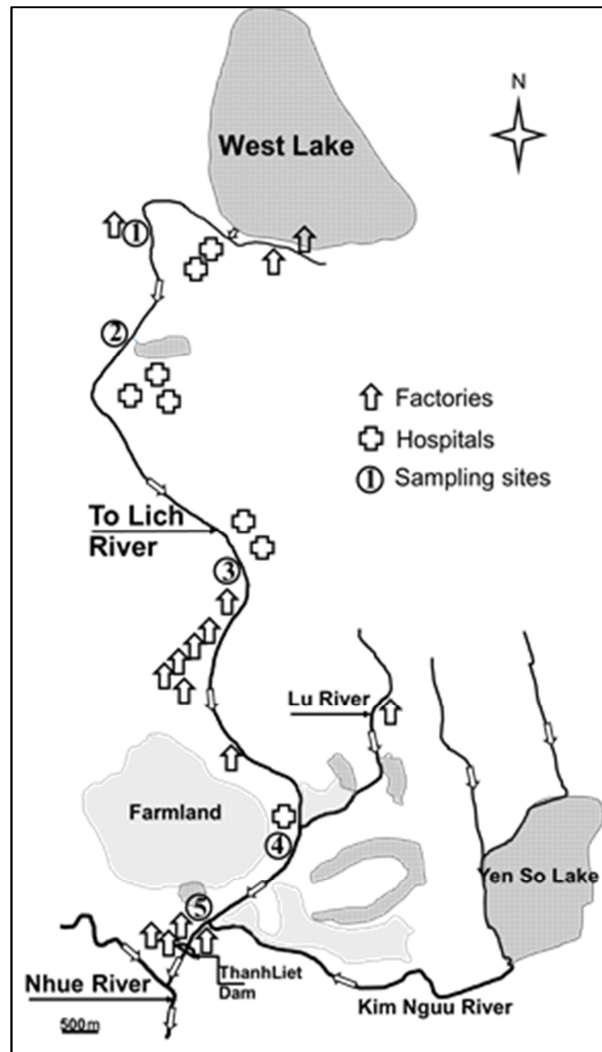 N
West Lake
1
2
Factories
Hospitals
1 Sampling sites
To Lich
River
3
Lu River
Farmland
4
Yen So Lake
5
ThanhLiet
Dam
Nhue River
Kim Nguu River
500m